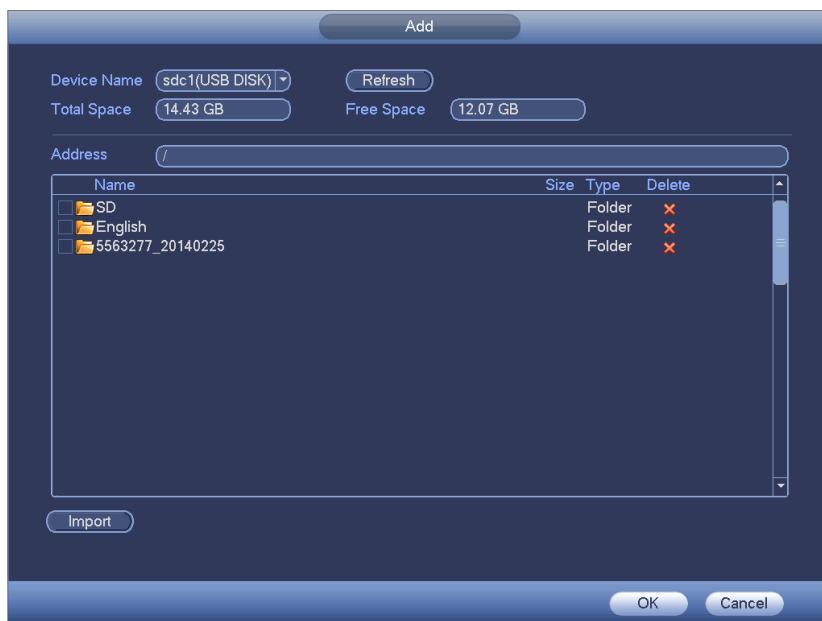 Add
Device Name sdc1(USB DISK) Refresh
Total Space 14.43 GB Free Space 12.07 GB
Address /
Name Size Type Delete
SD Folder
English Folder
5563277_20140225 Folder
Import
OK Cancel